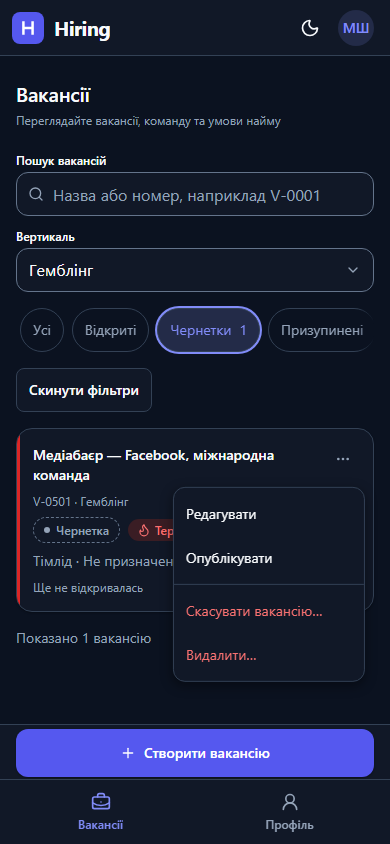 H Hiring
МШ
Вакансії
Переглядайте вакансії, команду та умови найму
Пошук вакансій
Назва або номер, наприклад V-0001
Вертикаль
Гемблінг
Усі Відкриті Чернетки 1 Призупинені
Скинути фільтри
Медіабаєр — Facebook, міжнародна
команда
...
V-0501 · Гемблінг
Чернетка Тер
Тімлід · Не призначен
Ще не відкривалась
Редагувати
Опублікувати
Скасувати вакансію...
Видалити...
Показано 1 вакансію
+ Створити вакансію
Вакансії Профіль